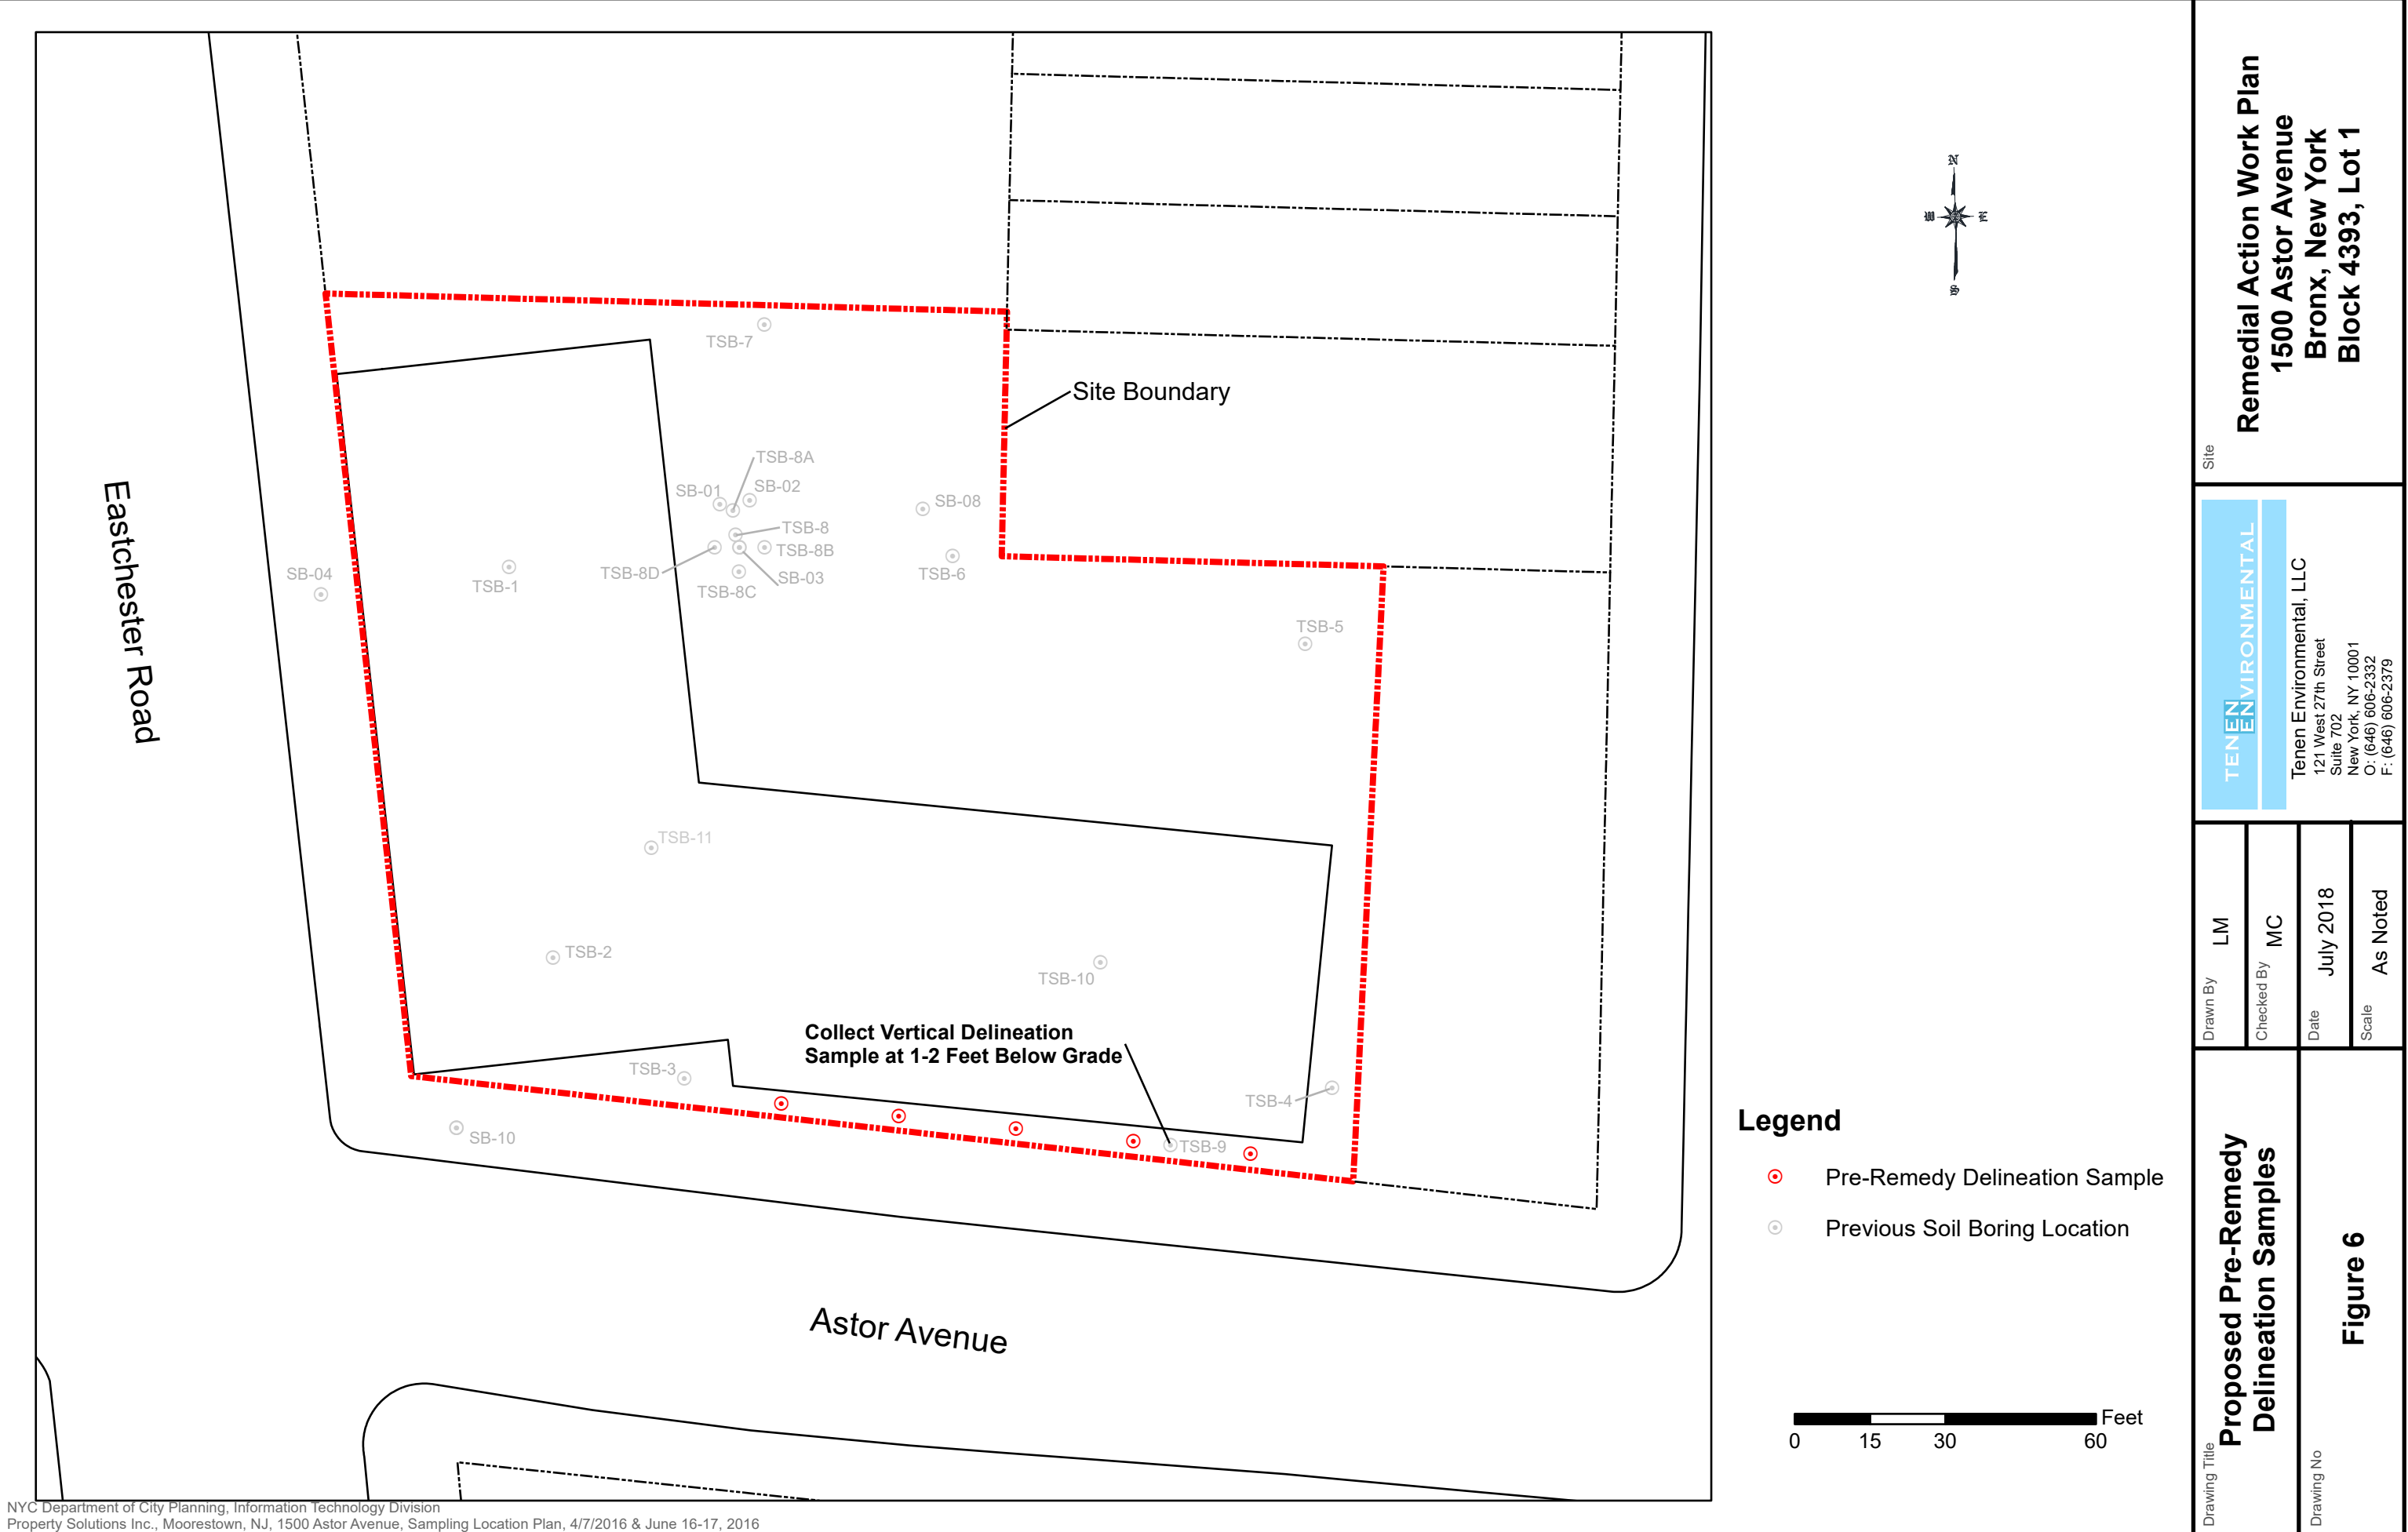 TSB-7
Site Boundary
TSB-8A
SB-01
SB-02
SB-08
TSB-8
TSB-8B
TSB-8D
SB-03
TSB-8C
TSB-6
SB-04
TSB-1
TSB-5
Eastchester Road
TSB-11
TSB-2
TSB-10
Collect Vertical Delineation
Sample at 1-2 Feet Below Grade
TSB-3
TSB-4
SB-10
TSB-9
Astor Avenue
N
W
E
S
Legend
Pre-Remedy Delineation Sample
Previous Soil Boring Location
Feet
0 15 30 60
Site
Remedial Action Work Plan
1500 Astor Avenue
Bronx, New York
Block 4393, Lot 1
TENEN
ENVIRONMENTAL
Tenen Environmental, LLC
121 West 27th Street
Suite 702
New York, NY 10001
O: (646) 606-2332
F: (646) 606-2379
Drawn By LM
Checked By MC
Date July 2018
Scale As Noted
Drawing Title
Proposed Pre-Remedy
Delineation Samples
Drawing No
Figure 6
NYC Department of City Planning, Information Technology Division
Property Solutions Inc., Moorestown, NJ, 1500 Astor Avenue, Sampling Location Plan, 4/7/2016 & June 16-17, 2016